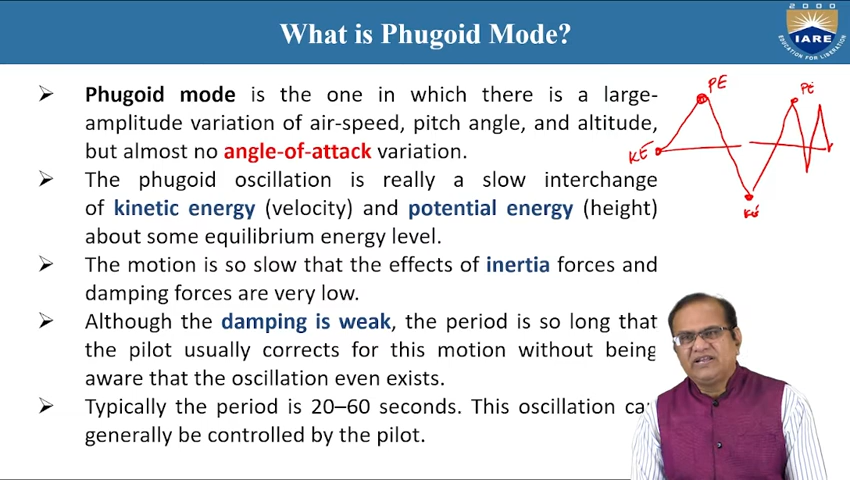 What is Phugoid Mode?
2000
IARE
EDUCATION FOR LIBERATION
Phugoid mode is the one in which there is a large-
amplitude variation of air-speed, pitch angle, and altitude,
but almost no angle-of-attack variation.
The phugoid oscillation is really a slow interchange
of kinetic energy (velocity) and potential energy (height)
about some equilibrium energy level.
The motion is so slow that the effects of inertia forces and
damping forces are very low.
Although the damping is weak, the period is so long that
the pilot usually corrects for this motion without being
aware that the oscillation even exists.
Typically the period is 20–60 seconds. This oscillation ca
generally be controlled by the pilot.
PE
PE
KE
KE